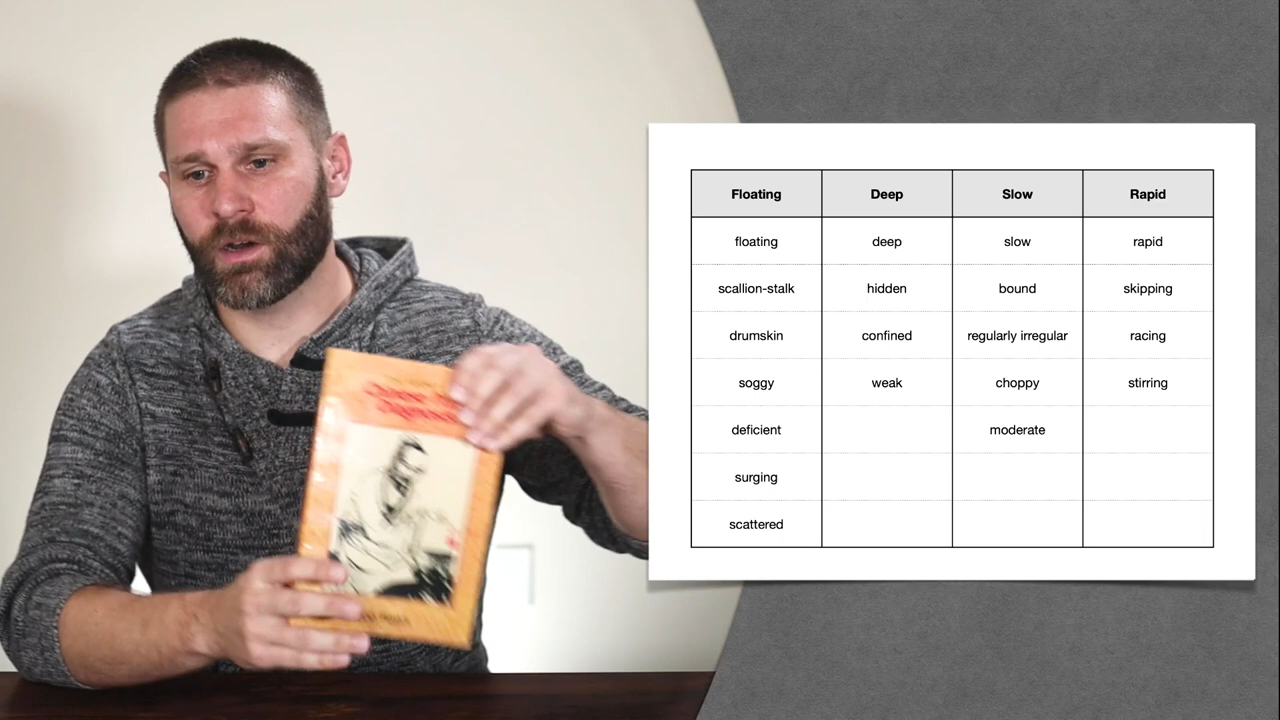 Floating Deep Slow Rapid
floating deep slow rapid
scallion-stalk hidden bound skipping
drumskin confined regularly irregular racing
soggy weak choppy stirring
deficient moderate
surging
scattered